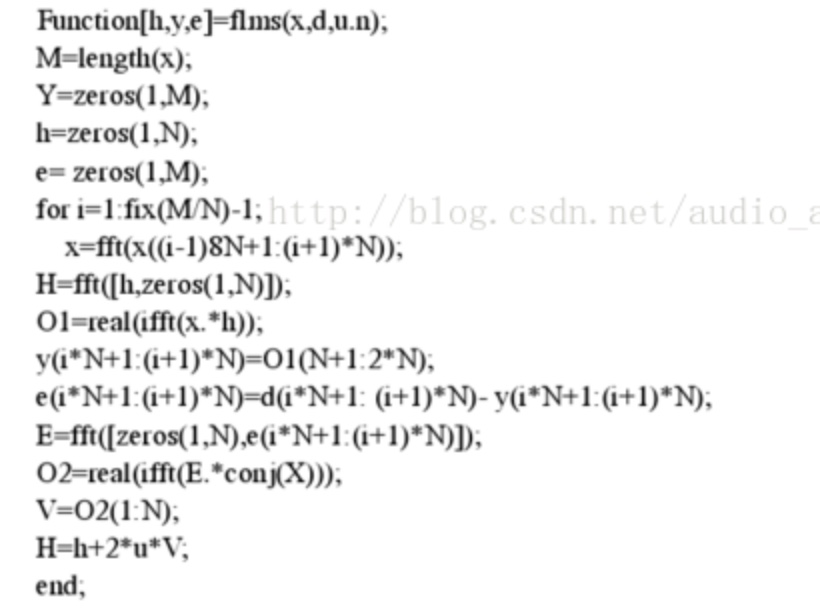 Function[h,y,e]=flms(x,d,u.n);
M=length(x);
Y=zeros(1,M);
h=zeros(1,N);
e= zeros(1,M);
for i=1:fix(M/N)-1; http://blog.csdn.net/audio_a
x=fft(x((i-1)8N+1:(i+1)*N));
H=fft([h,zeros(1,N)]);
O1=real(ifft(x.*h));
y(i*N+1:(i+1)*N)=O1(N+1:2*N);
e(i*N+1:(i+1)*N)=d(i*N+1: (i+1)*N)- y(i*N+1:(i+1)*N);
E=fft([zeros(1,N),e(i*N+1:(i+1)*N)]);
O2=real(ifft(E.*conj(X)));
V=O2(1:N);
H=h+2*u*V;
end;